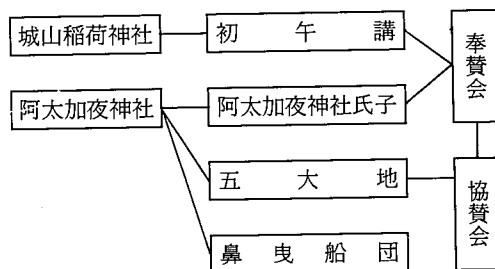 城山稲荷神社
初午講
阿太加夜神社
阿太加夜神社氏子
五大地
鼻曳船団
奉賛会
協賛会